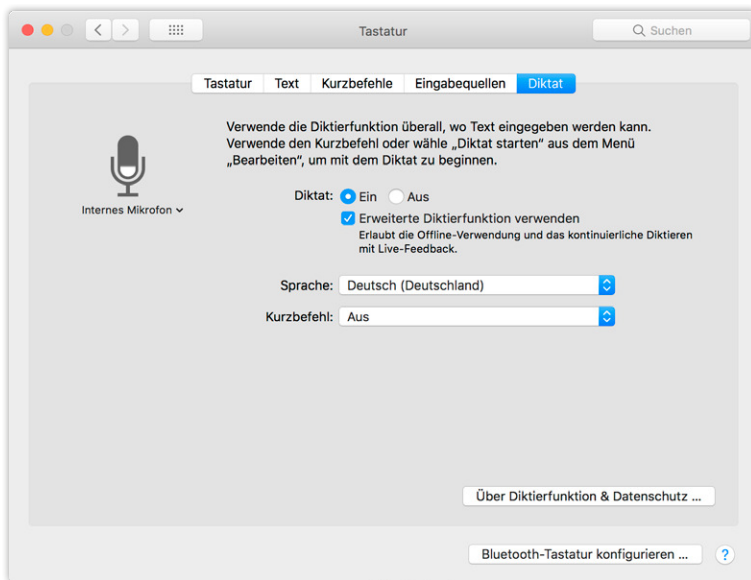 Tastatur
Suchen
Tastatur Text Kurzbefehle Eingabequellen Diktat
Internes Mikrofon
Verwende die Diktierfunktion überall, wo Text eingegeben werden kann.
Verwende den Kurzbefehl oder wähle „Diktat starten“ aus dem Menü
„Bearbeiten“, um mit dem Diktat zu beginnen.
Diktat: Ein Aus
Erweiterte Diktierfunktion verwenden
Erlaubt die Offline-Verwendung und das kontinuierliche Diktieren
mit Live-Feedback.
Sprache: Deutsch (Deutschland)
Kurzbefehl: Aus
Über Diktierfunktion & Datenschutz ...
Bluetooth-Tastatur konfigurieren ... ?